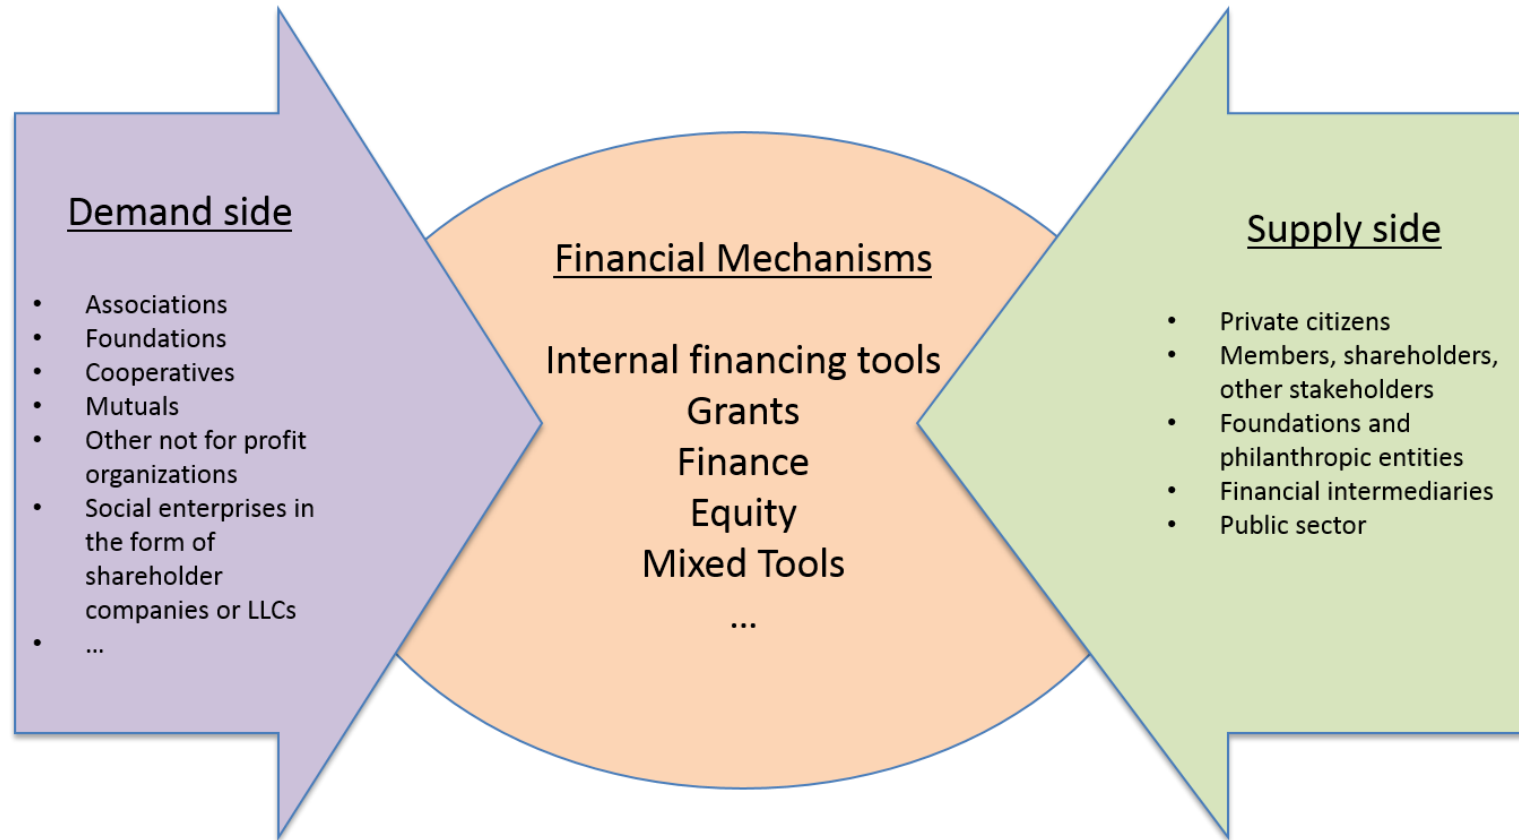 Demand side
• Associations
• Foundations
• Cooperatives
• Mutuals
• Other not for profit
organizations
• Social enterprises in
the form of
shareholder
companies or LLCs
• ...
Financial Mechanisms
Internal financing tools
Grants
Finance
Equity
Mixed Tools
...
Supply side
• Private citizens
• Members, shareholders,
other stakeholders
• Foundations and
philanthropic entities
• Financial intermediaries
• Public sector